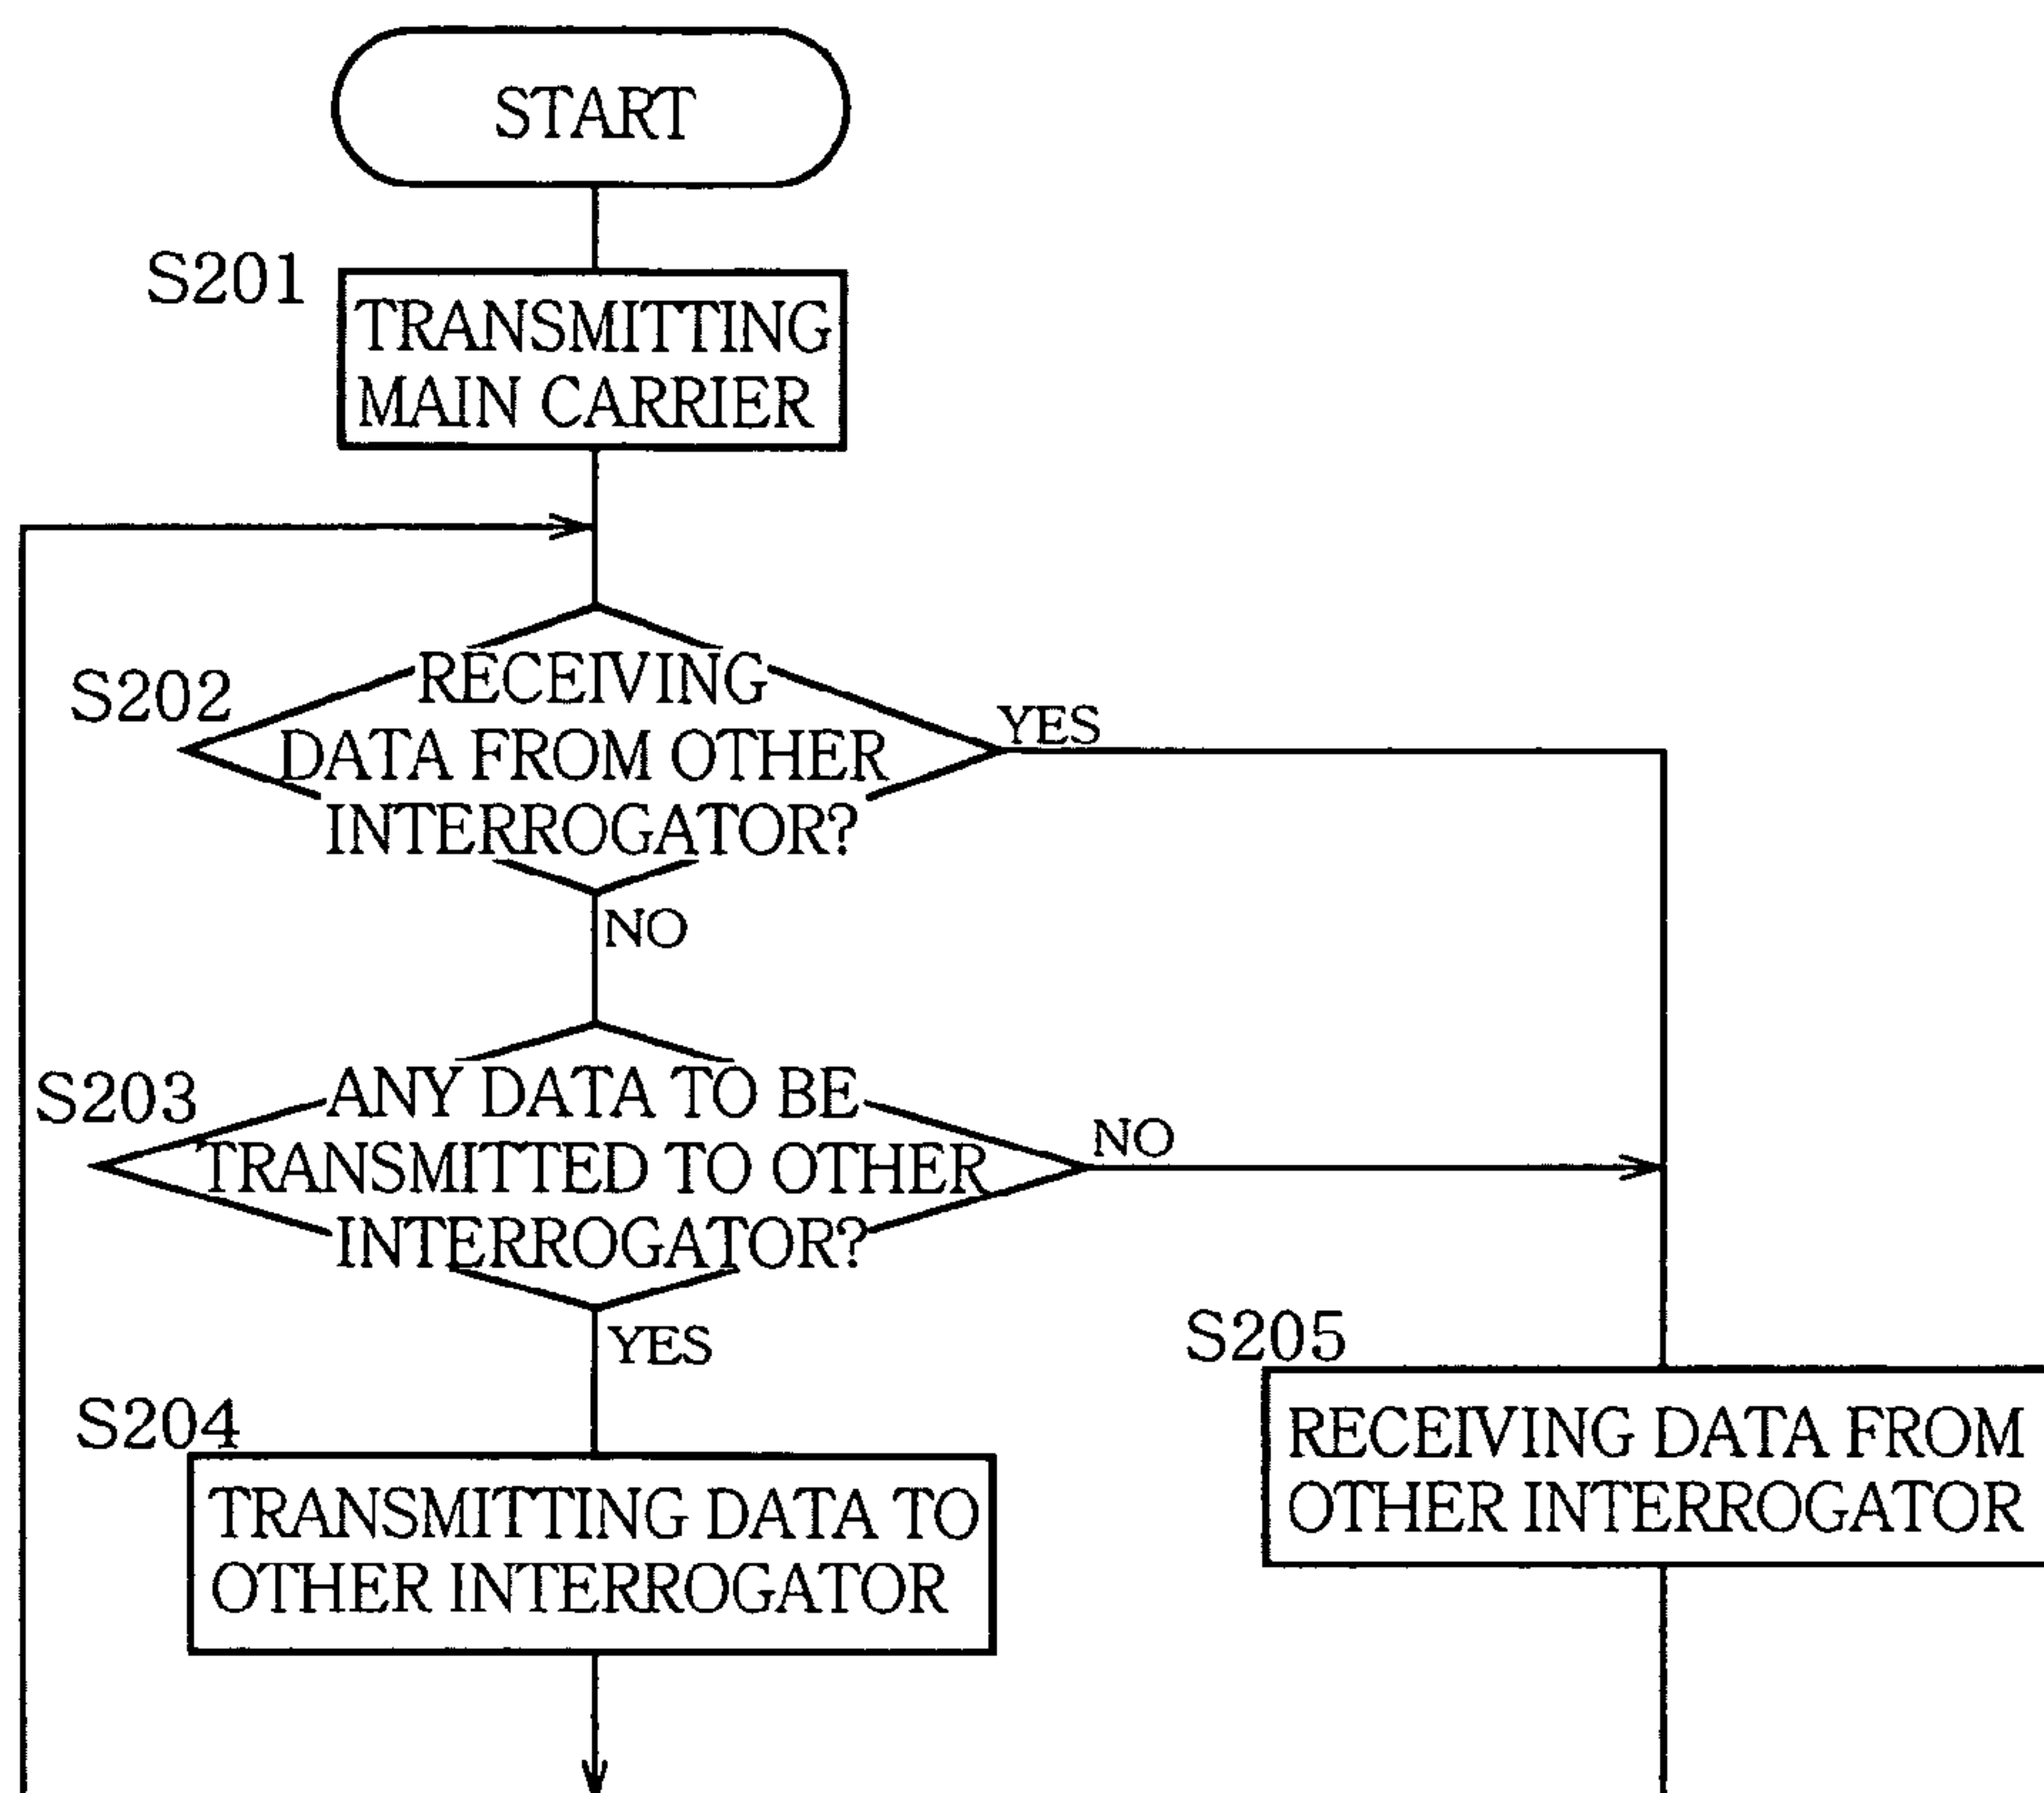 START
S201
TRANSMITTING
MAIN CARRIER
S202
RECEIVING
DATA FROM OTHER
INTERROGATOR?
YES
NO
S203
ANY DATA TO BE
TRANSMITTED TO OTHER
INTERROGATOR?
NO
YES
S204
TRANSMITTING DATA TO
OTHER INTERROGATOR
S205
RECEIVING DATA FROM
OTHER INTERROGATOR